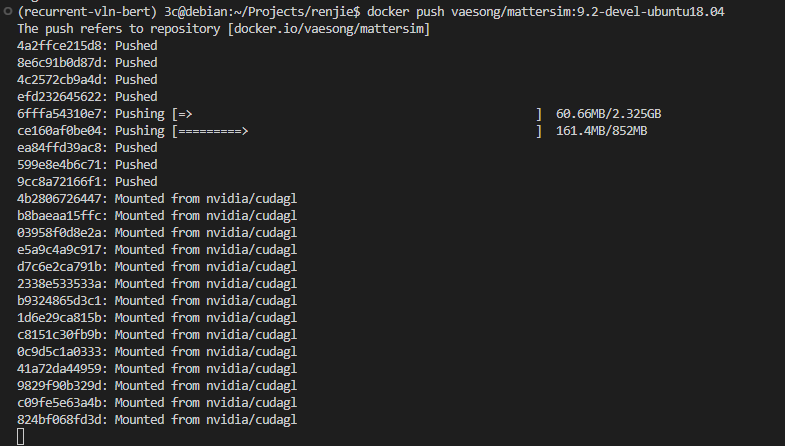 (recurrent-vln-bert) 3c@debian:~/Projects/renjie$ docker push vaesong/mattersim:9.2-devel-ubuntu18.04
The push refers to repository [docker.io/vaesong/mattersim]
4a2ffce215d8: Pushed
8e6c91b0d87d: Pushed
4c2572cb9a4d: Pushed
efd232645622: Pushed
6fffa54310e7: Pushing [=>                                                 ]  60.66MB/2.325GB
ce160af0be04: Pushing [=========>                                         ]  161.4MB/852MB
ea84ffd39ac8: Pushed
599e8e4b6c71: Pushed
9cc8a72166f1: Pushed
4b2806726447: Mounted from nvidia/cudagl
b8baeaa15ffc: Mounted from nvidia/cudagl
03958f0d8e2a: Mounted from nvidia/cudagl
e5a9c4a9c917: Mounted from nvidia/cudagl
d7c6e2ca791b: Mounted from nvidia/cudagl
2338e533533a: Mounted from nvidia/cudagl
b9324865d3c1: Mounted from nvidia/cudagl
1d6e29ca815b: Mounted from nvidia/cudagl
c8151c30fb9b: Mounted from nvidia/cudagl
0c9d5c1a0333: Mounted from nvidia/cudagl
41a72da44959: Mounted from nvidia/cudagl
9829f90b329d: Mounted from nvidia/cudagl
c09fe5e63a4b: Mounted from nvidia/cudagl
824bf068fd3d: Mounted from nvidia/cudagl